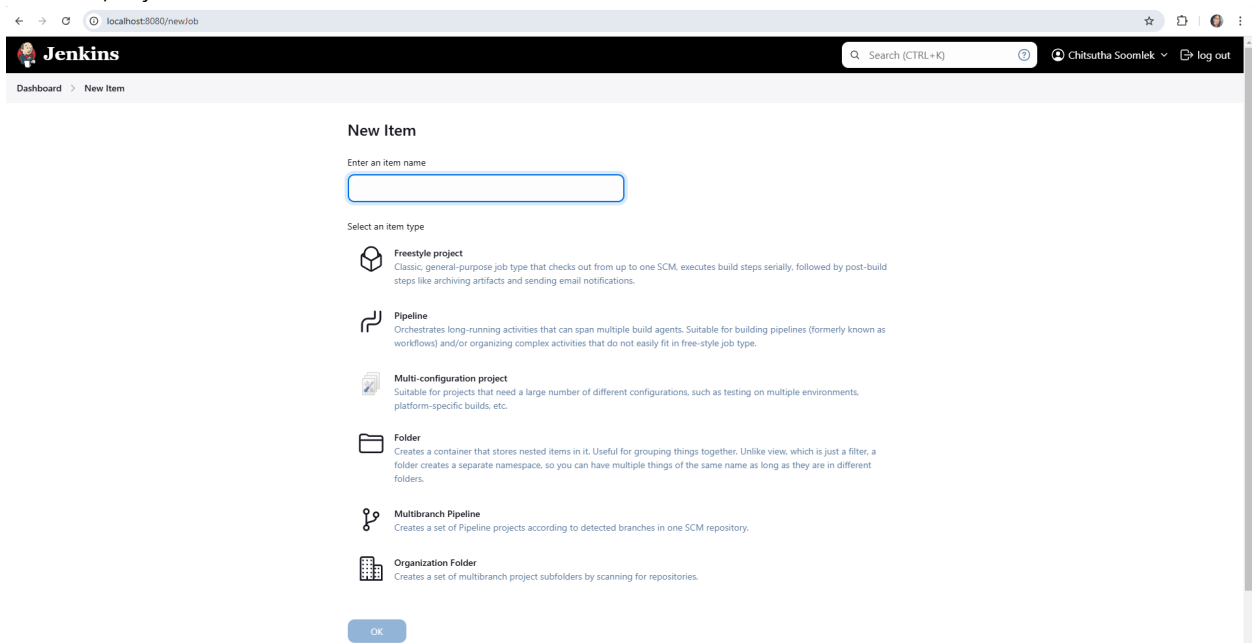 localhost:8080/newJob
Jenkins
Search (CTRL+K)
Chitsutha Soomlek
log out
Dashboard > New Item
New Item
Enter an item name
Select an item type
Freestyle project
Classic, general-purpose job type that checks out from up to one SCM, executes build steps serially, followed by post-build
steps like archiving artifacts and sending email notifications.
Pipeline
Orchestrates long-running activities that can span multiple build agents. Suitable for building pipelines (formerly known as
workflows) and/or organizing complex activities that do not easily fit in free-style job type.
Multi-configuration project
Suitable for projects that need a large number of different configurations, such as testing on multiple environments,
platform-specific builds, etc.
Folder
Creates a container that stores nested items in it. Useful for grouping things together. Unlike view, which is just a filter, a
folder creates a separate namespace, so you can have multiple things of the same name as long as they are in different
folders.
Multibranch Pipeline
Creates a set of Pipeline projects according to detected branches in one SCM repository.
Organization Folder
Creates a set of multibranch project subfolders by scanning for repositories.
OK